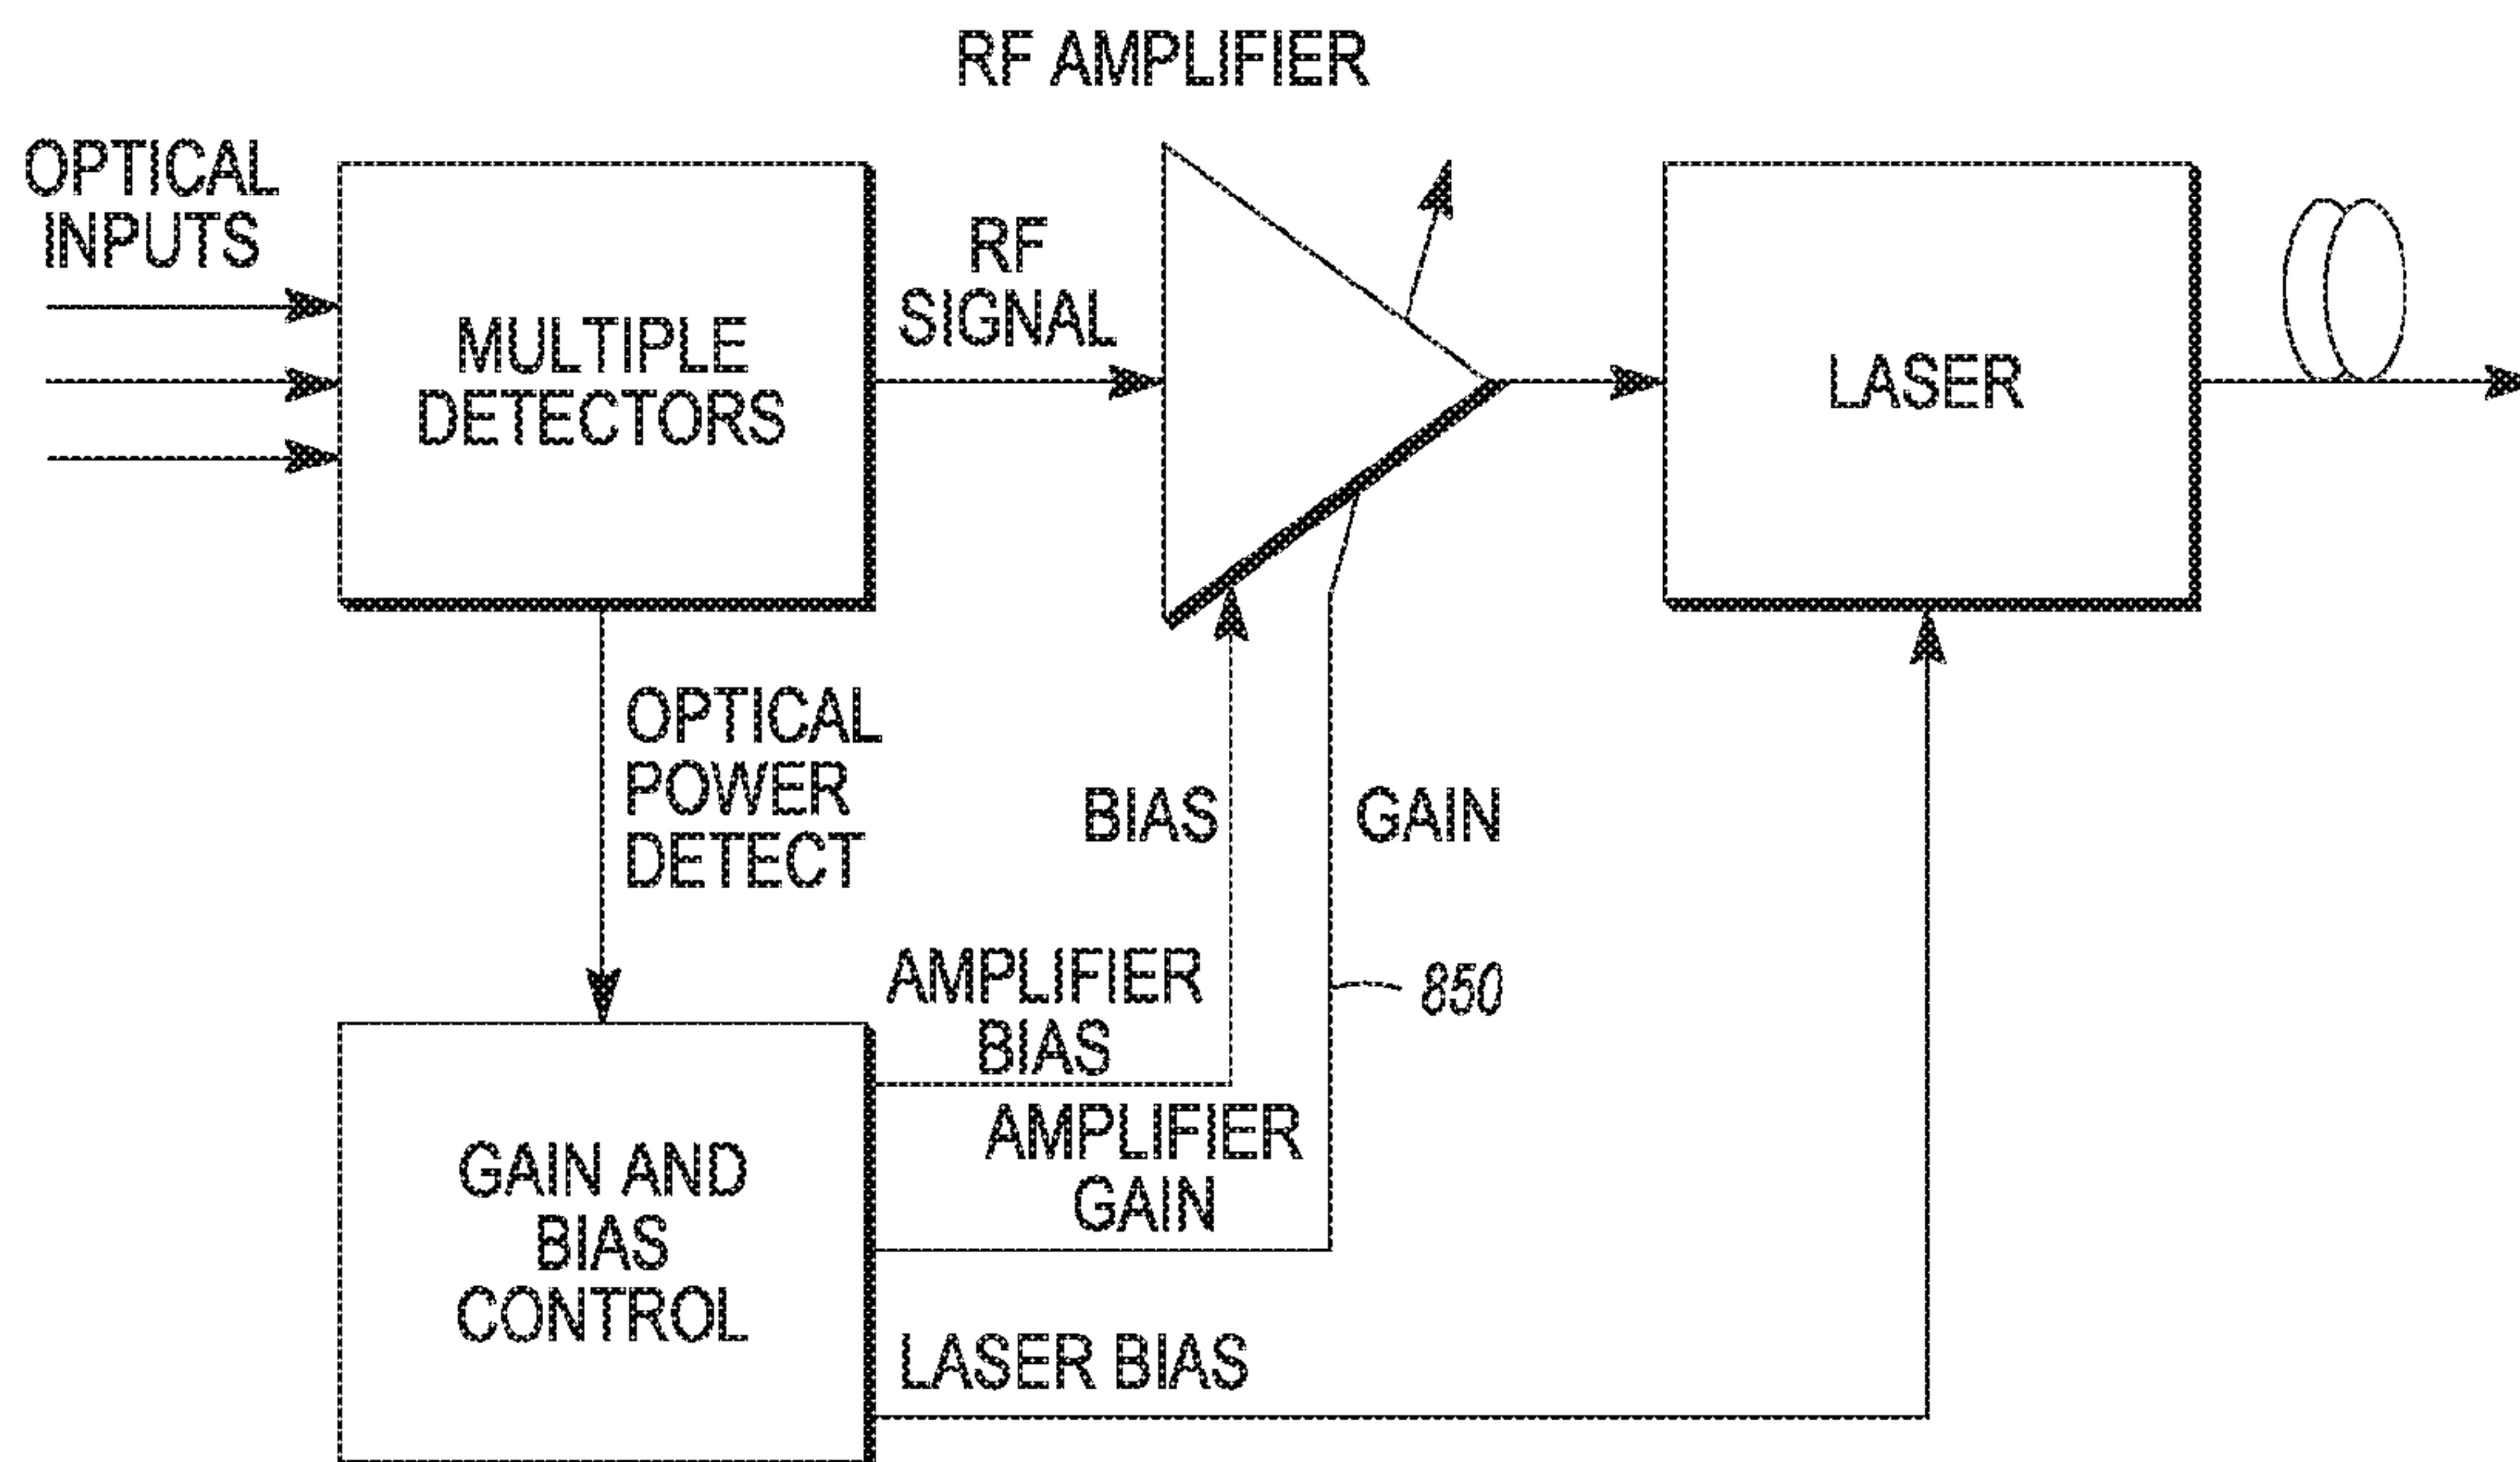 RF AMPLIFIER
OPTICAL
INPUTS
MULTIPLE
DETECTORS
RF
SIGNAL
LASER
OPTICAL
POWER
DETECT
BIAS
GAIN
850
AMPLIFIER
BIAS
AMPLIFIER
GAIN
GAIN AND
BIAS
CONTROL
LASER BIAS